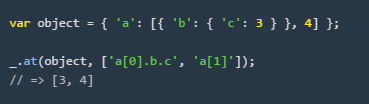 var object = { 'a': [{ 'b': { 'c': 3 } }, 4] };
_.at(object, ['a[0].b.c', 'a[1]']);
// => [3, 4]